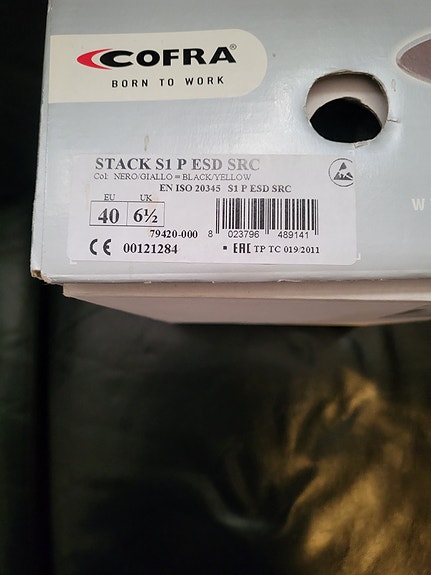 COFRA®
BORN TO WORK
STACK S1 P ESD SRC
Col: NERO/GIALLO = BLACK/YELLOW
EN ISO 20345 S1 P ESD SRC
EU UK
40 6½
79420-000 8 023796 489141
CE 00121284 ▪ EAC TP TC 019/2011
W